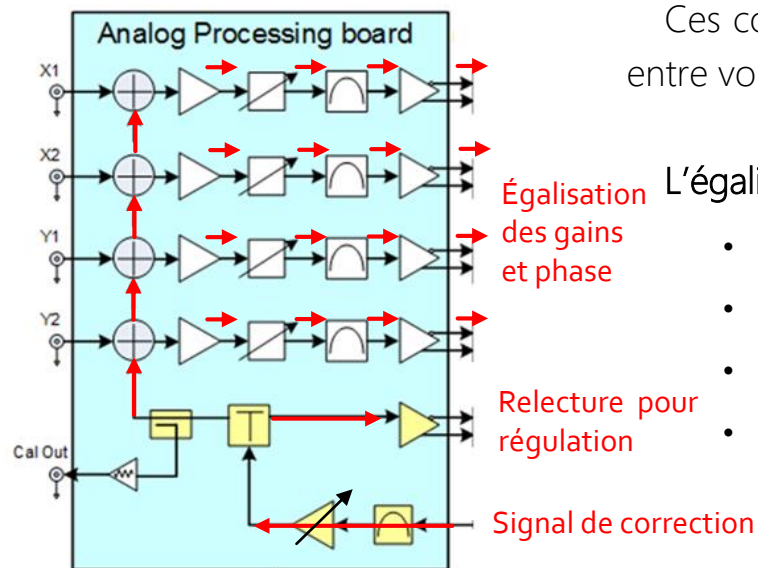 Analog Processing board
Ces co
entre vo
X1
X2
Égalisation
des gains
et phase
L'égali
Y1
Y2
Relecture pour
régulation
Cal Out
Signal de correction